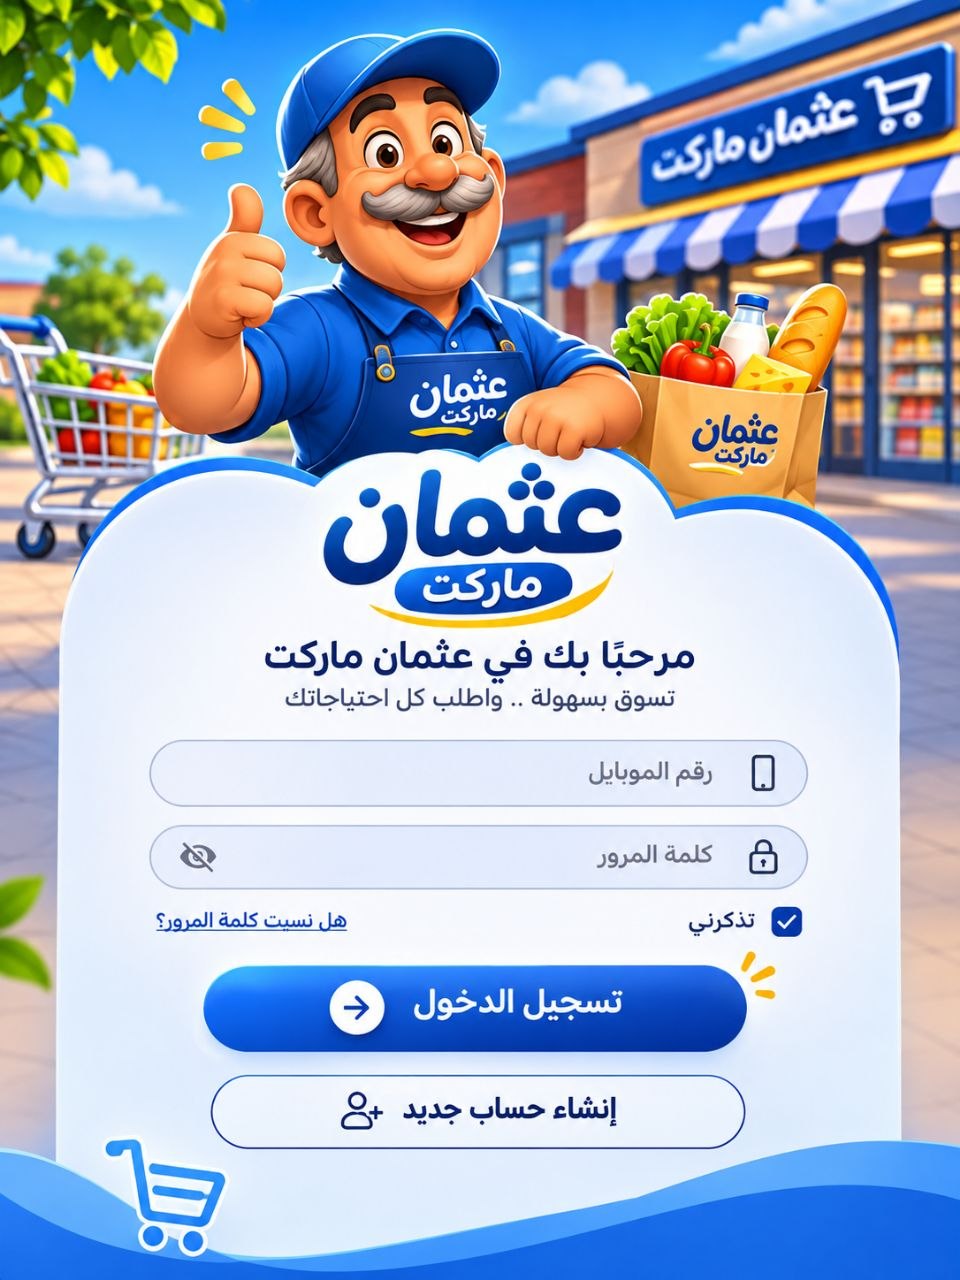 عثمان ماركت
عثمان
ماركت
عثمان
ماركت
عثمان
ماركت
مرحبًا بك في عثمان ماركت
تسوق بسهولة .. واطلب كل احتياجاتك
رقم الموبايل
كلمة المرور
تذكرني
هل نسيت كلمة المرور؟
تسجيل الدخول
إنشاء حساب جديد